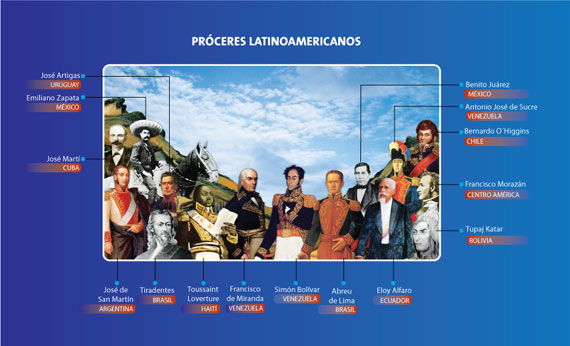 PRÓCERES LATINOAMERICANOS
José Artigas
URUGUAY
Emiliano Zapata
MÉXICO
José Martí
CUBA
Benito Juárez
MÉXICO
Antonio José de Sucre
VENEZUELA
Bernardo O´Higgins
CHILE
Francisco Morazán
CENTRO AMÉRICA
Tupaj Katar
BOLIVIA
José de
San Martín
ARGENTINA
Tiradentes
BRASIL
Toussaint
Loverture
HAITÍ
Francisco
de Miranda
VENEZUELA
Simón Bolívar
VENEZUELA
Abreu
de Lima
BRASIL
Eloy Alfaro
ECUADOR